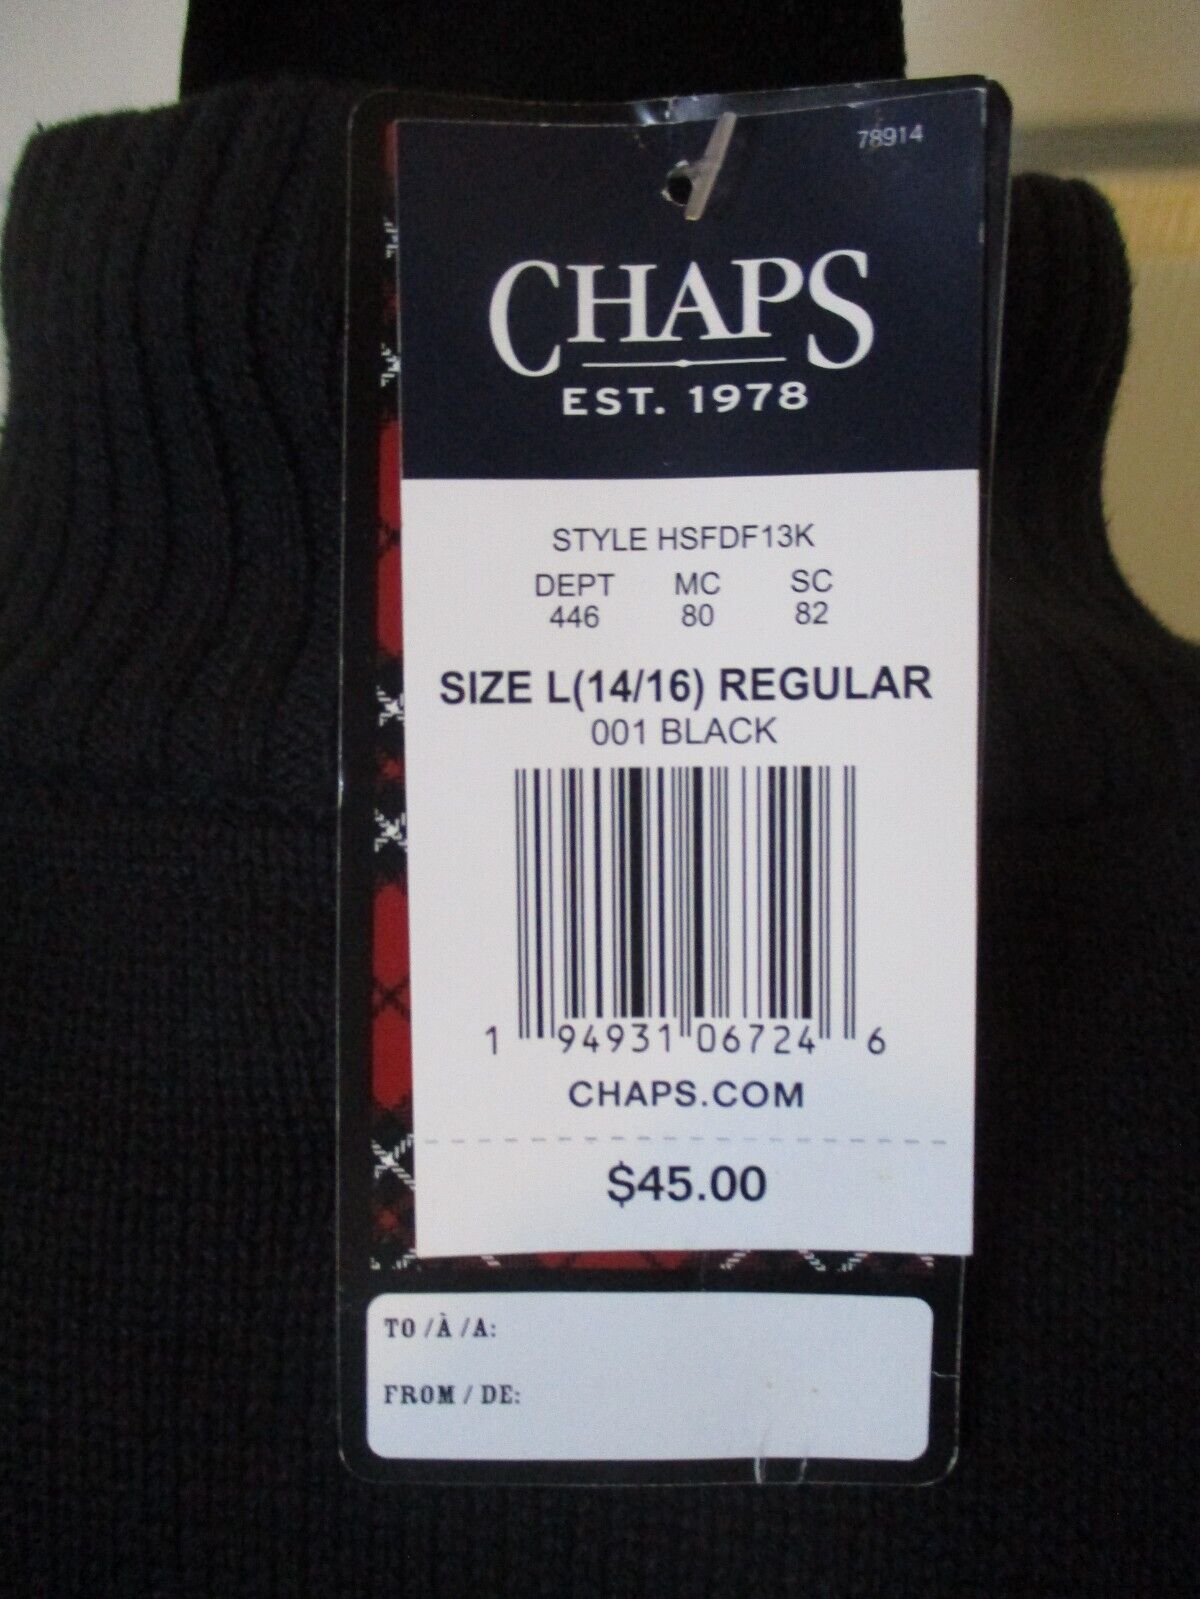 78914
CHAPS
EST. 1978
STYLE HSFDF13K
DEPT MC SC
446 80 82
SIZE L(14/16) REGULAR
001 BLACK
1 94931 06724 6
CHAPS.COM
$45.00
TO /À /A:
FROM / DE: